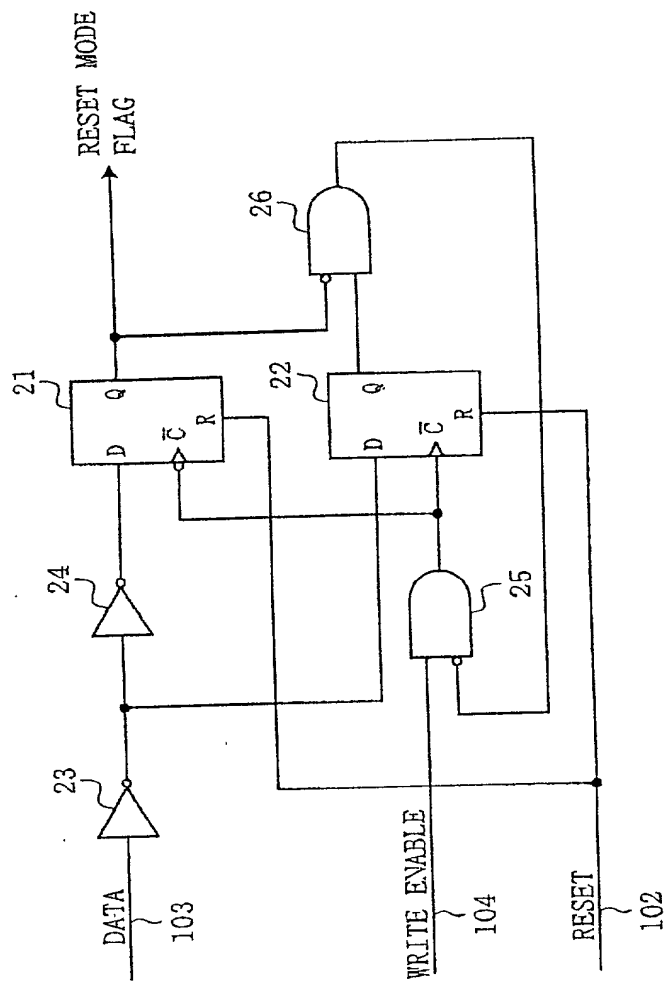 RESET MODE
FLAG
21
D
Q
C̅
R
22
D
Q
C̅
R
23
24
25
26
DATA
103
WRITE ENABLE
104
RESET
102